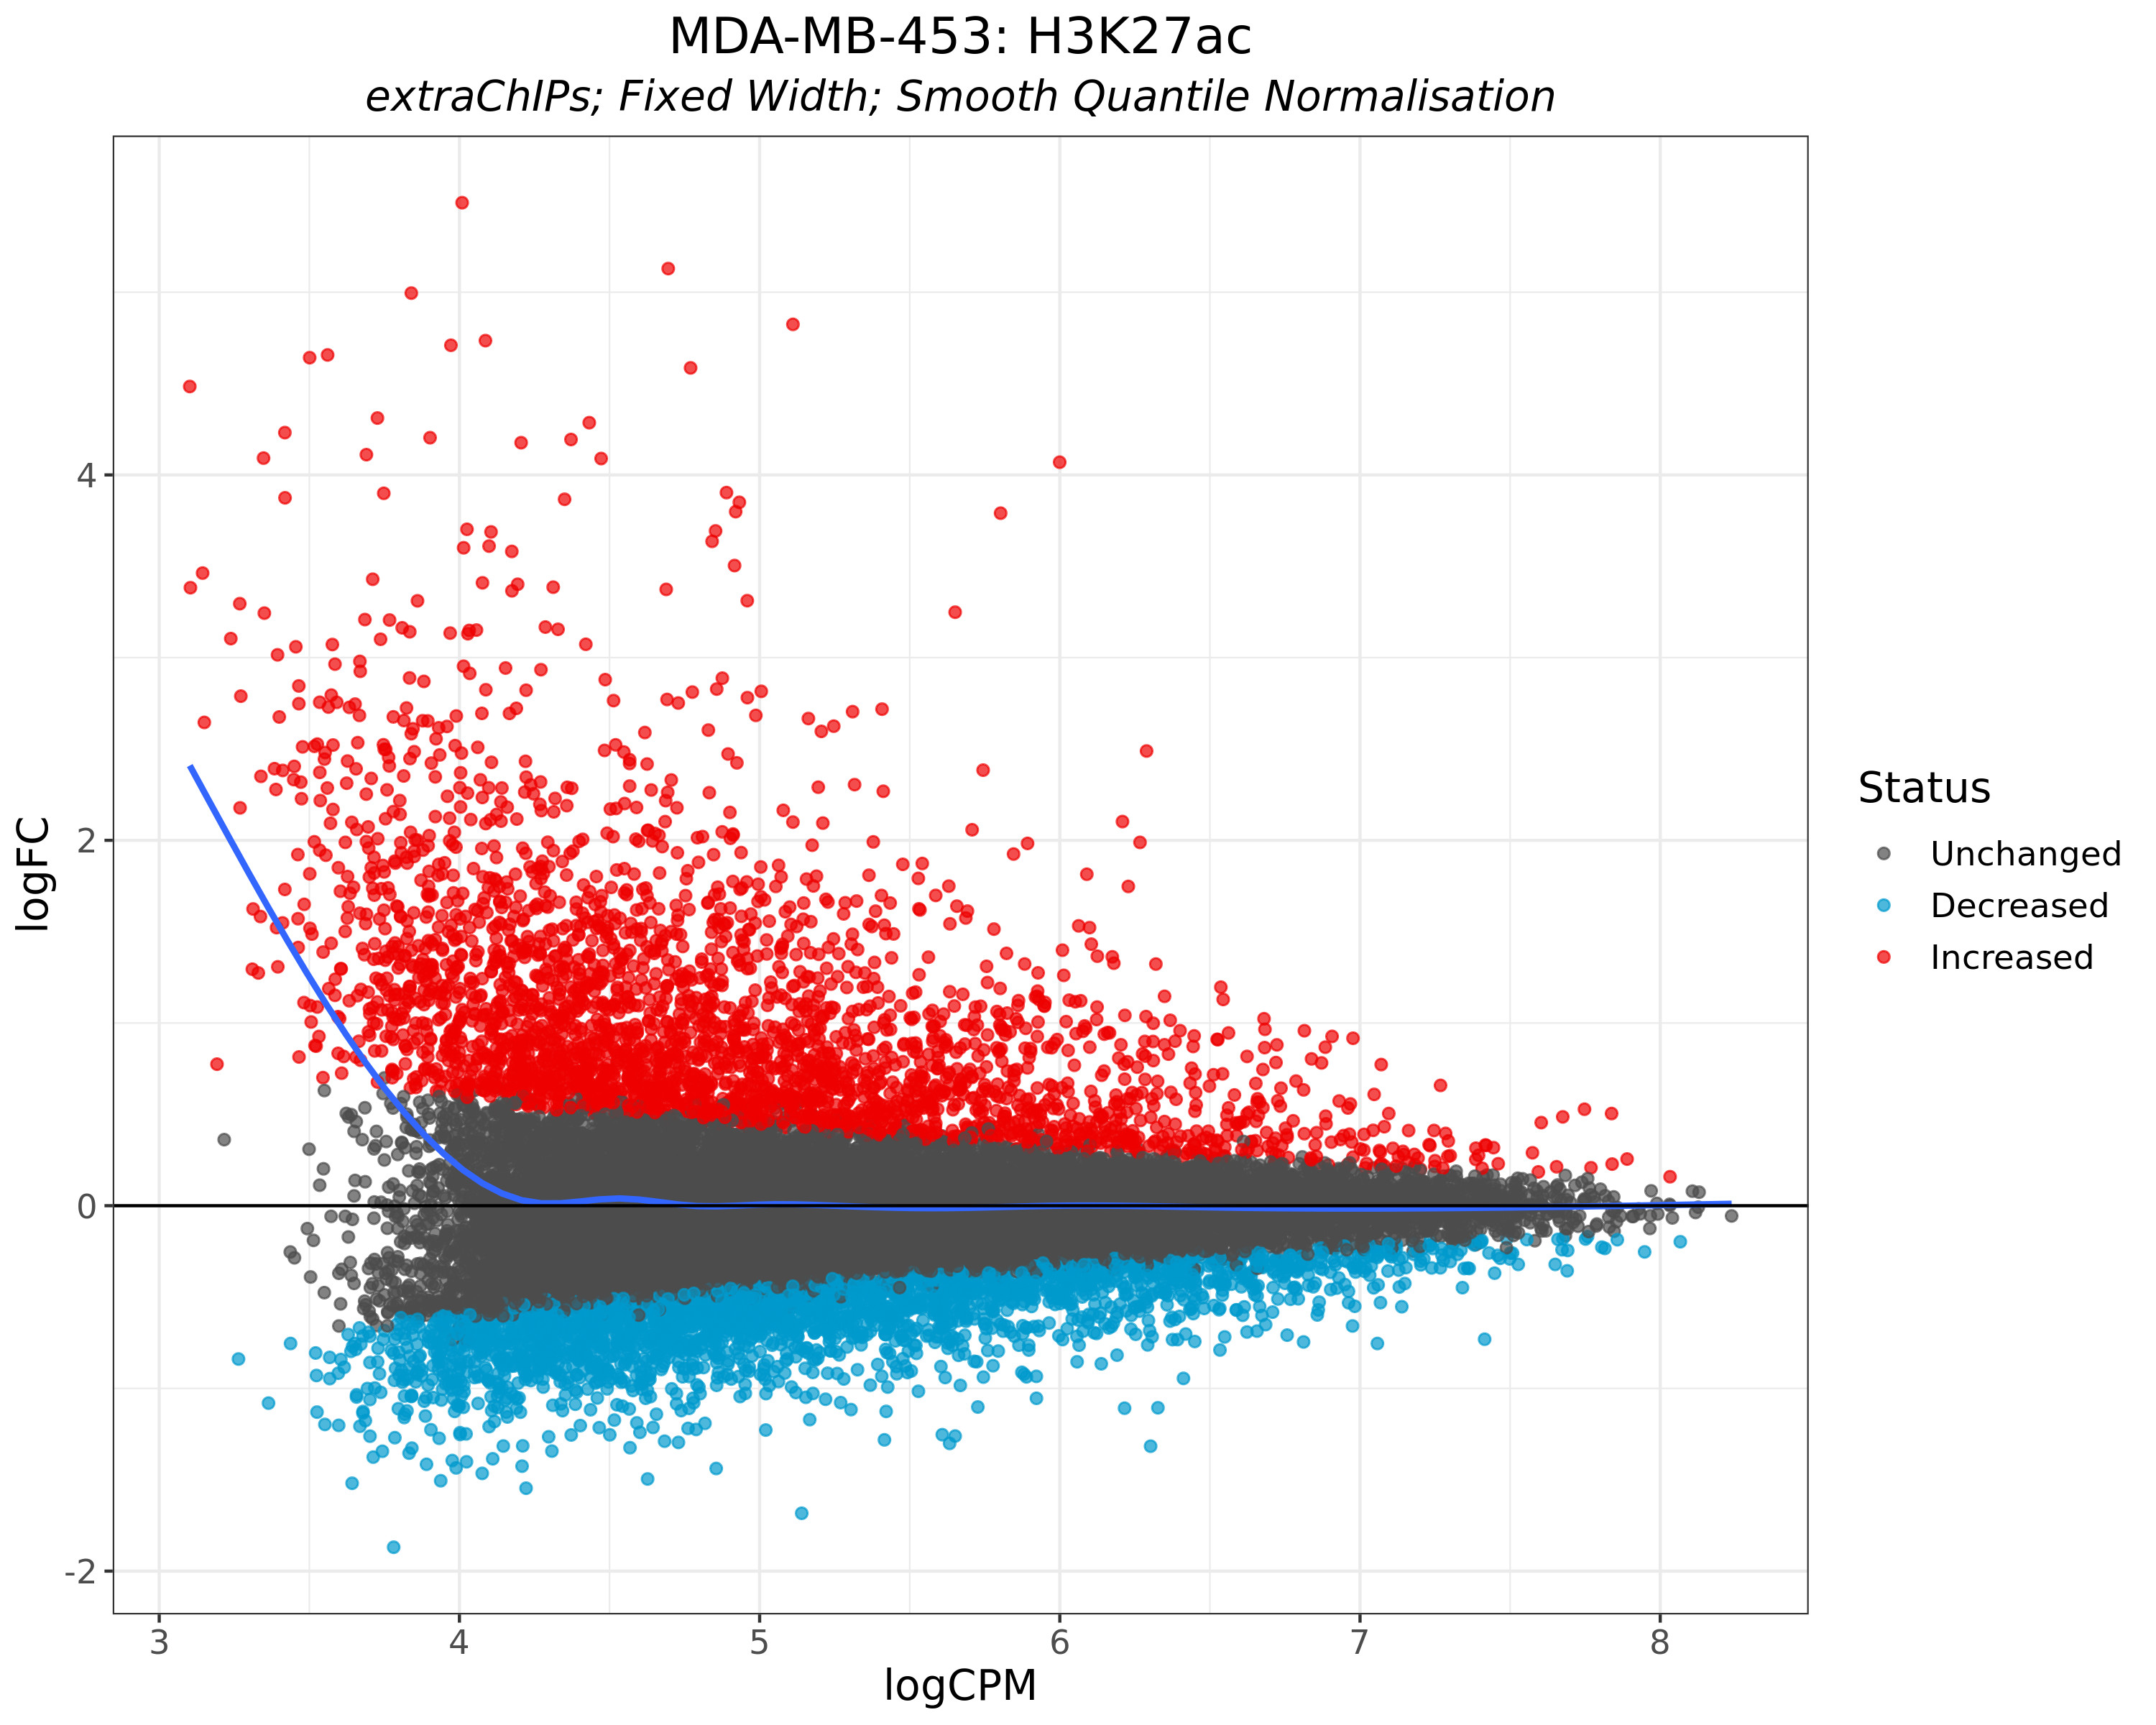 MDA-MB-453: H3K27ac
extraChIPs; Fixed Width; Smooth Quantile Normalisation
logFC
4
2
0
-2
3 4 5 6 7 8
logCPM
Status
Unchanged
Decreased
Increased